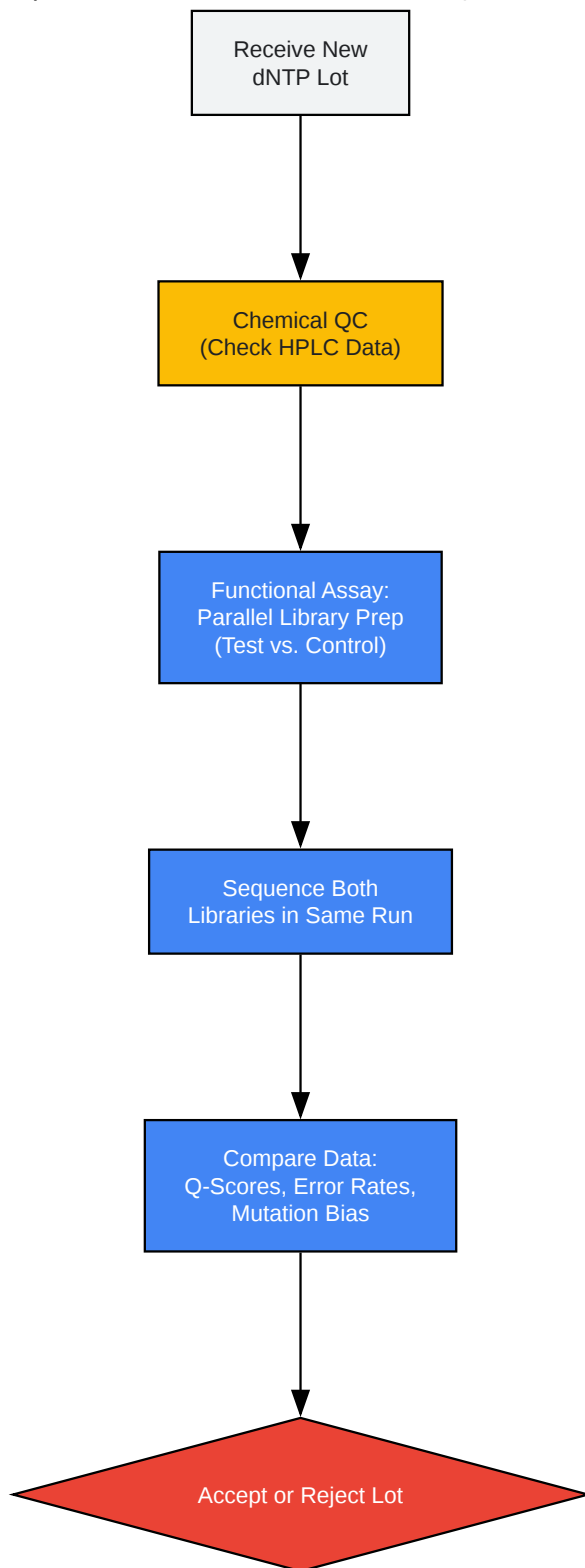 Receive New
dNTP Lot
Chemical QC
(Check HPLC Data)
Functional Assay:
Parallel Library Prep
(Test vs. Control)
Sequence Both
Libraries in Same Run
Compare Data:
Q-Scores, Error Rates,
Mutation Bias
Accept or Reject Lot